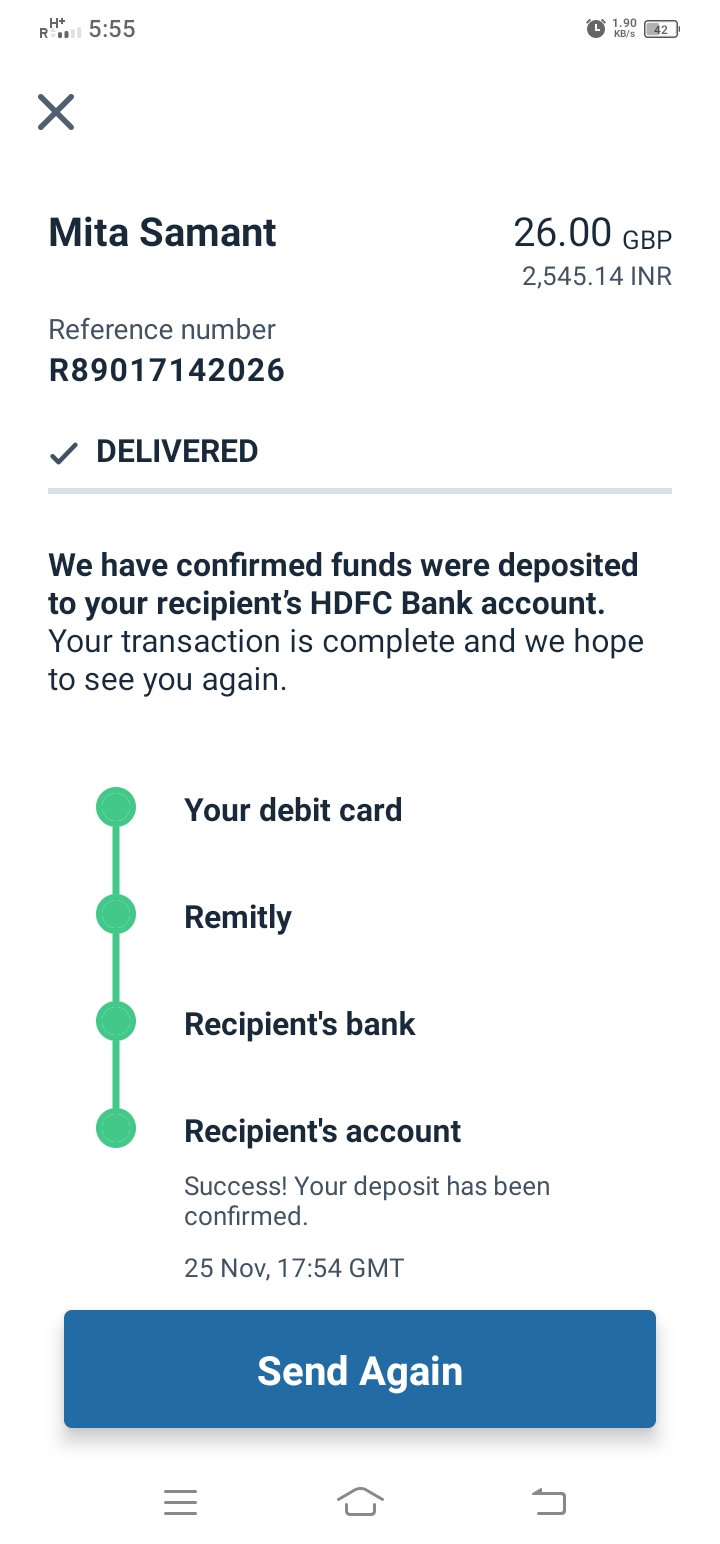 R H+ 5:55 1.90 KB/s 42
Mita Samant 26.00 GBP
2,545.14 INR
Reference number
R89017142026
DELIVERED
We have confirmed funds were deposited
to your recipient’s HDFC Bank account.
Your transaction is complete and we hope
to see you again.
Your debit card
Remitly
Recipient's bank
Recipient's account
Success! Your deposit has been
confirmed.
25 Nov, 17:54 GMT
Send Again